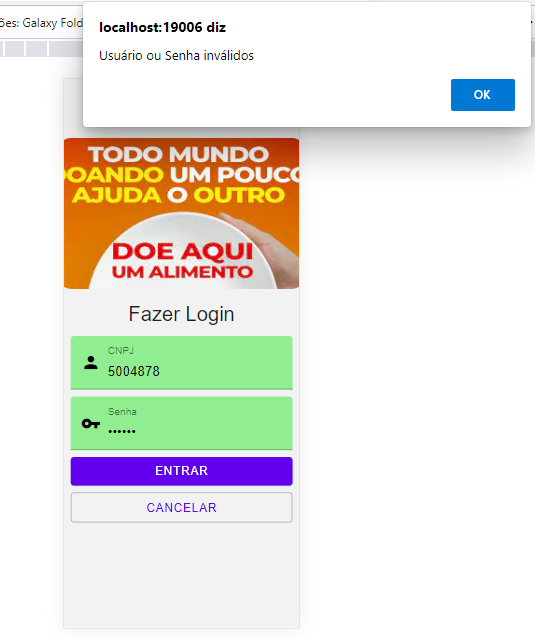 ões: Galaxy Fold
localhost:19006 diz
Usuário ou Senha inválidos
OK
TODO MUNDO
DOANDO UM POUCO
AJUDA O OUTRO
DOE AQUI
UM ALIMENTO
Fazer Login
CNPJ
5004878
Senha
••••••
ENTRAR
CANCELAR